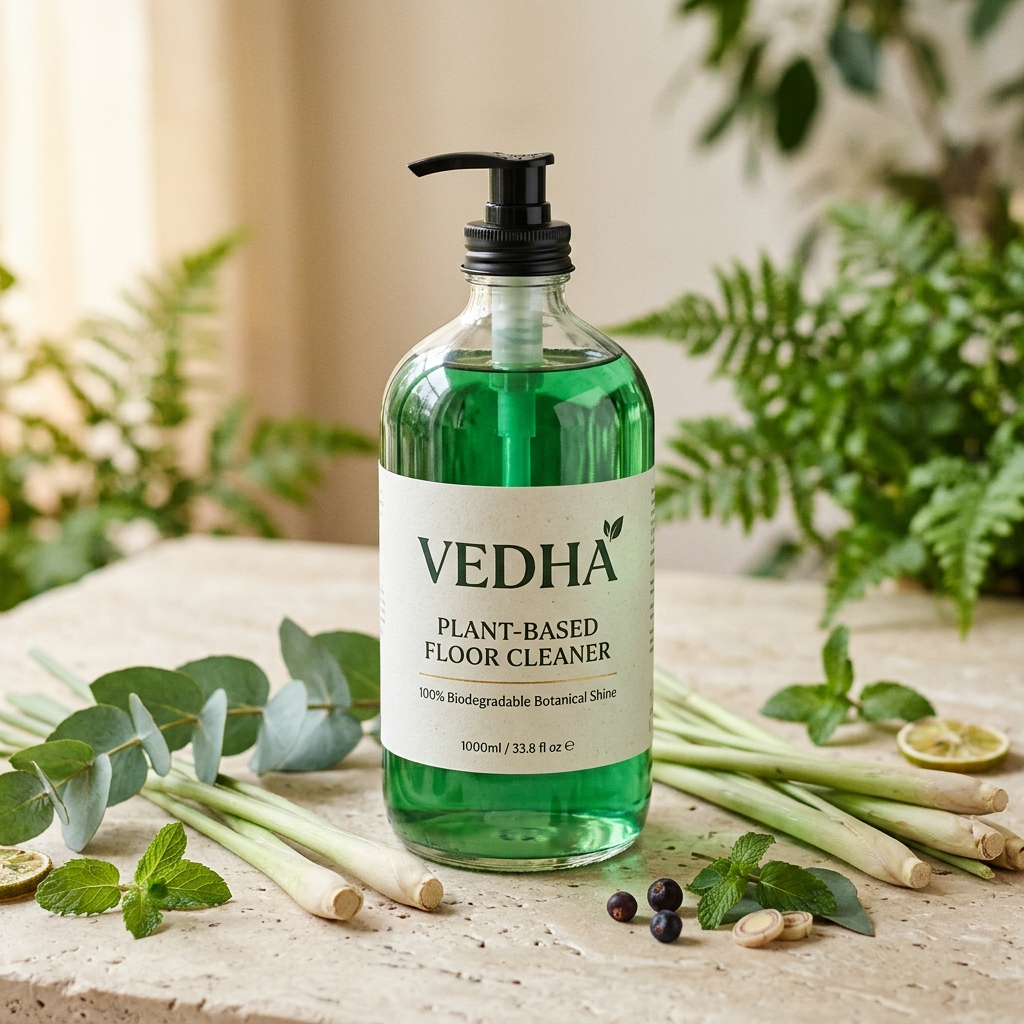 VEDHA
PLANT-BASED
FLOOR CLEANER
100% Biodegradable Botanical Shine
1000ml / 33.8 fl oz ℮